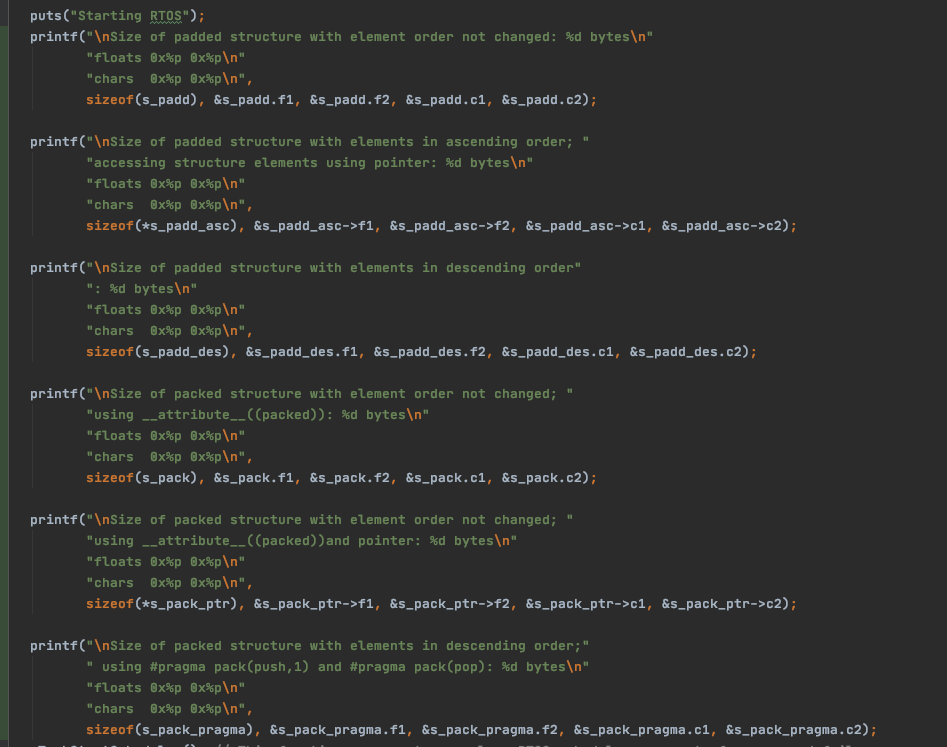 puts("Starting RTOS");
printf("\nSize of padded structure with element order not changed: %d bytes\n"
"floats 0x%p 0x%p\n"
"chars  0x%p 0x%p\n",
sizeof(s_padd), &s_padd.f1, &s_padd.f2, &s_padd.c1, &s_padd.c2);
printf("\nSize of padded structure with elements in ascending order; "
"accessing structure elements using pointer: %d bytes\n"
"floats 0x%p 0x%p\n"
"chars  0x%p 0x%p\n",
sizeof(*s_padd_asc), &s_padd_asc->f1, &s_padd_asc->f2, &s_padd_asc->c1, &s_padd_asc->c2);
printf("\nSize of padded structure with elements in descending order"
": %d bytes\n"
"floats 0x%p 0x%p\n"
"chars  0x%p 0x%p\n",
sizeof(s_padd_des), &s_padd_des.f1, &s_padd_des.f2, &s_padd_des.c1, &s_padd_des.c2);
printf("\nSize of packed structure with element order not changed; "
"using __attribute__((packed)): %d bytes\n"
"floats 0x%p 0x%p\n"
"chars  0x%p 0x%p\n",
sizeof(s_pack), &s_pack.f1, &s_pack.f2, &s_pack.c1, &s_pack.c2);
printf("\nSize of packed structure with element order not changed; "
"using __attribute__((packed))and pointer: %d bytes\n"
"floats 0x%p 0x%p\n"
"chars  0x%p 0x%p\n",
sizeof(*s_pack_ptr), &s_pack_ptr->f1, &s_pack_ptr->f2, &s_pack_ptr->c1, &s_pack_ptr->c2);
printf("\nSize of packed structure with elements in descending order;"
" using #pragma pack(push,1) and #pragma pack(pop): %d bytes\n"
"floats 0x%p 0x%p\n"
"chars  0x%p 0x%p\n",
sizeof(s_pack_pragma), &s_pack_pragma.f1, &s_pack_pragma.f2, &s_pack_pragma.c1, &s_pack_pragma.c2);